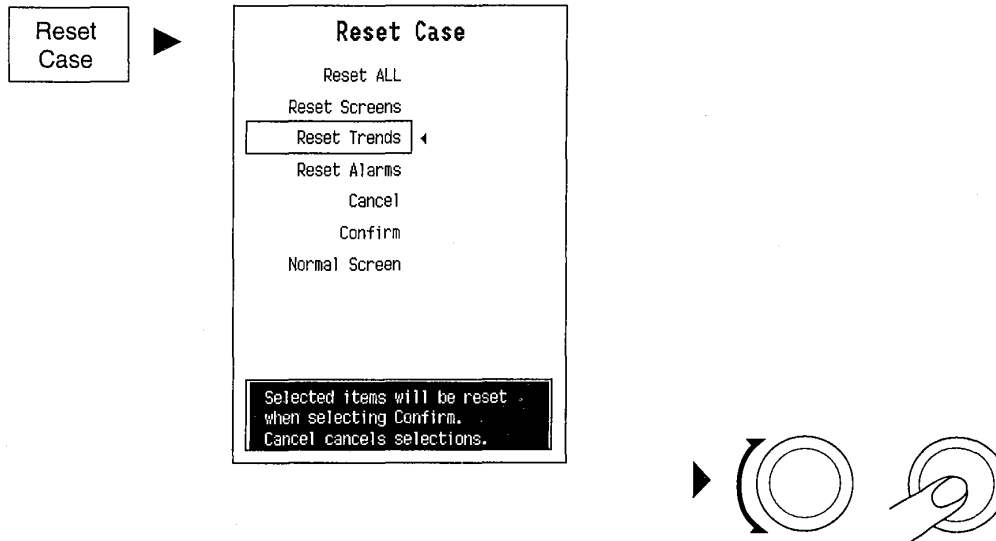 Reset
Case
Reset Case
Reset ALL
Reset Screens
Reset Trends
Reset Alarms
Cancel
Confirm
Normal Screen
Selected items will be reset
when selecting Confirm.
Cancel cancels selections.